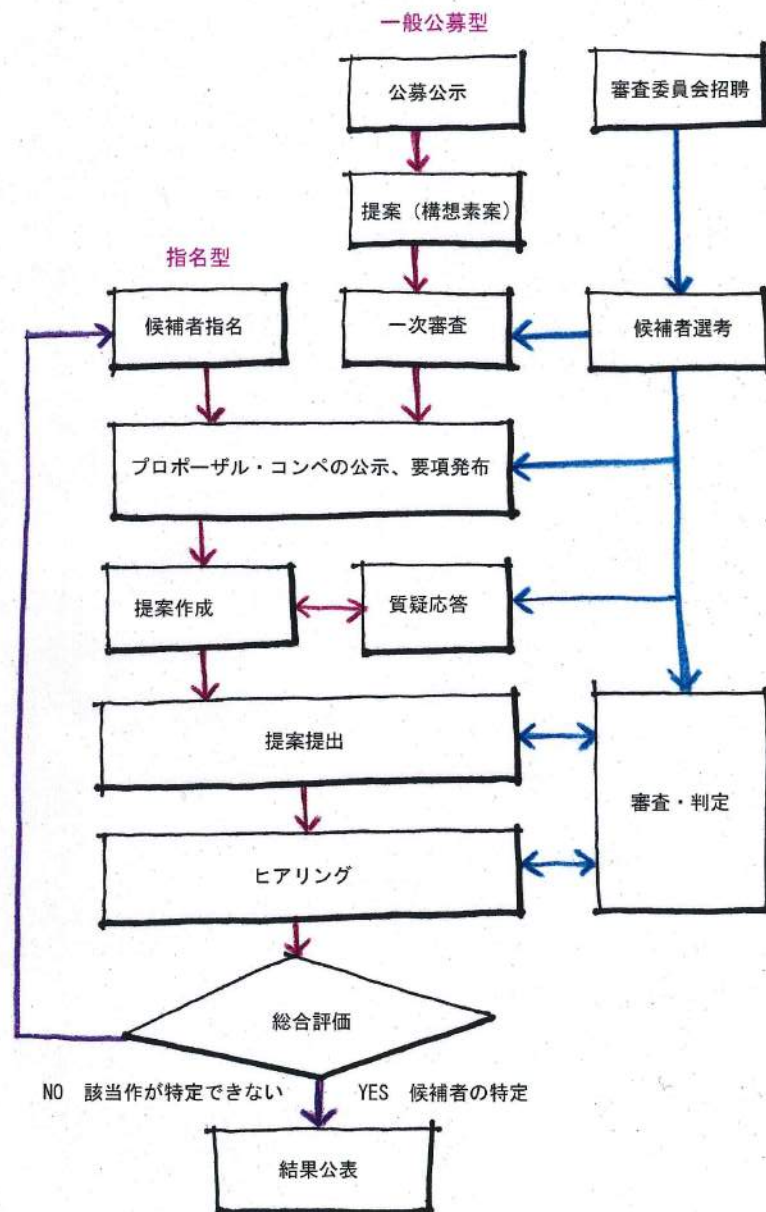 一般公募型
公募公示
審査委員会招聘
提案（構想素案）
指名型
候補者指名
一次審査
候補者選考
プロポーザル・コンペの公示、要項発布
提案作成
質疑応答
提案提出
審査・判定
ヒアリング
総合評価
NO 該当作が特定できない
YES 候補者の特定
結果公表